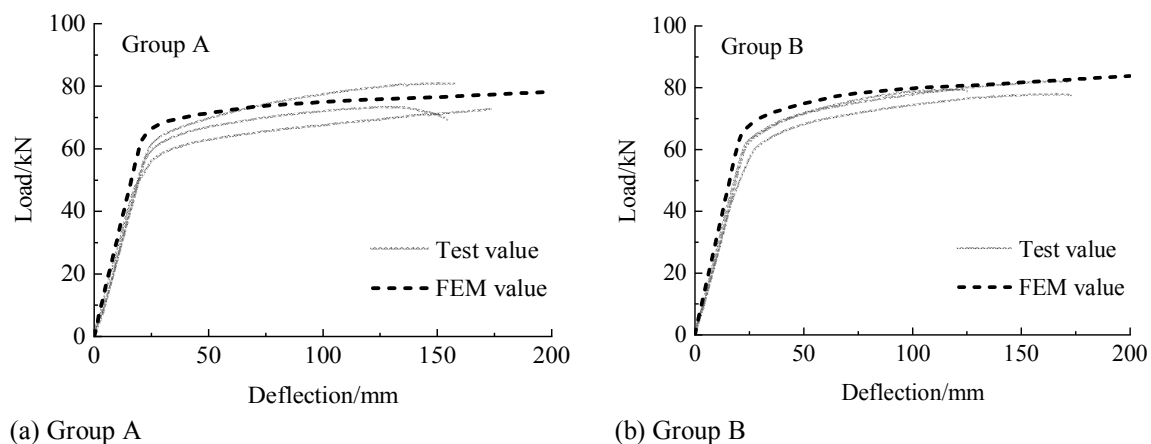 Group A
100
80
60
40
20
0
Load/kN
Test value
FEM value
0 50 100 150 200
Deflection/mm
(a) Group A
Group B
100
80
60
40
20
0
Load/kN
Test value
FEM value
0 50 100 150 200
Deflection/mm
(b) Group B